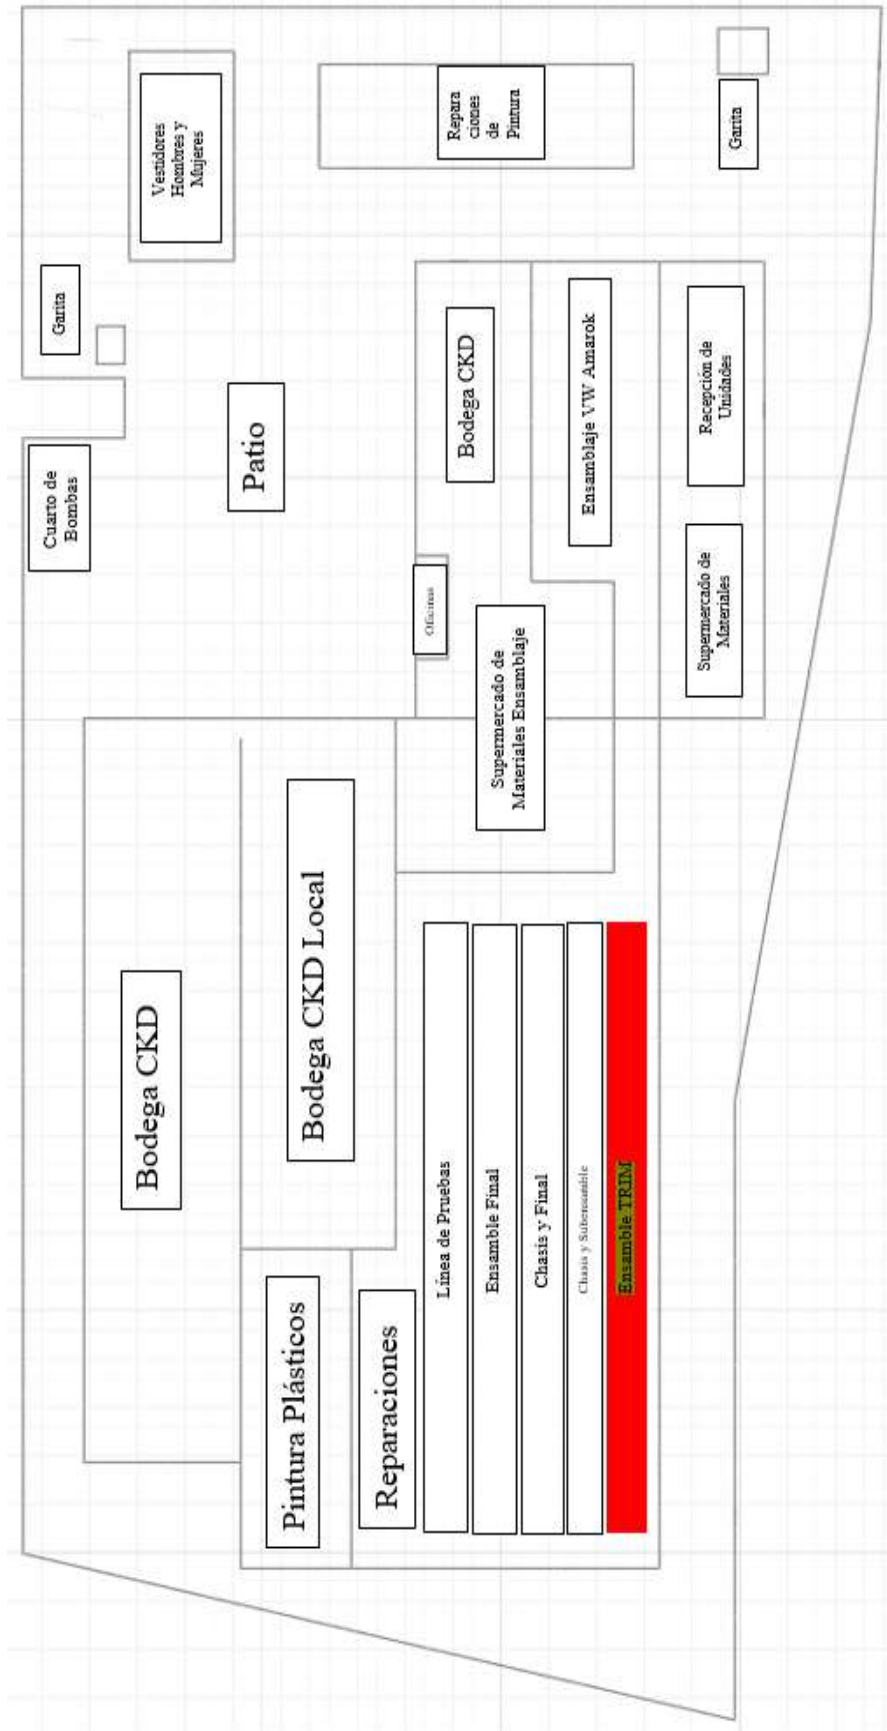 Vestidores
Hombres y
Mujeres
Repara
ciones
de
Pintura
Garita
Garita
Cuarto de
Bombas
Patio
Bodega CKD
Ensamblaje VW Amarok
Recepción de
Unidades
Oficinas
Supermercado de
Materiales Ensamblaje
Supermercado de
Materiales
Bodega CKD
Bodega CKD Local
Pintura Plásticos
Reparaciones
Línea de Pruebas
Ensamble Final
Chasis y Final
Chasis y Subensamble
Ensamble TRIM